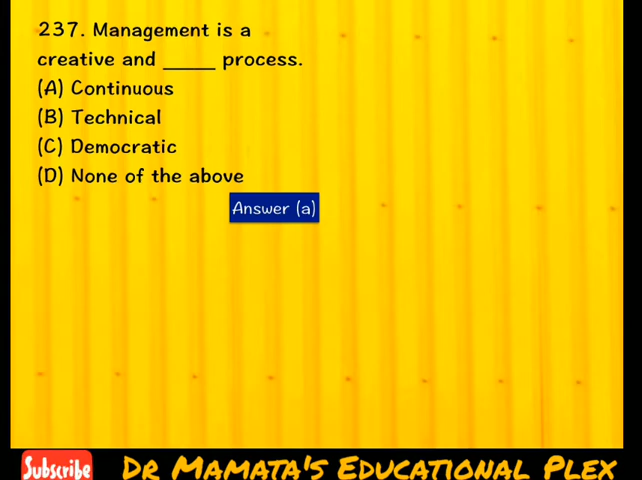 237. Management is a
creative and _____ process.
(A) Continuous
(B) Technical
(C) Democratic
(D) None of the above
Answer (a)
Subscribe DR MAMATA'S EDUCATIONAL PLEX